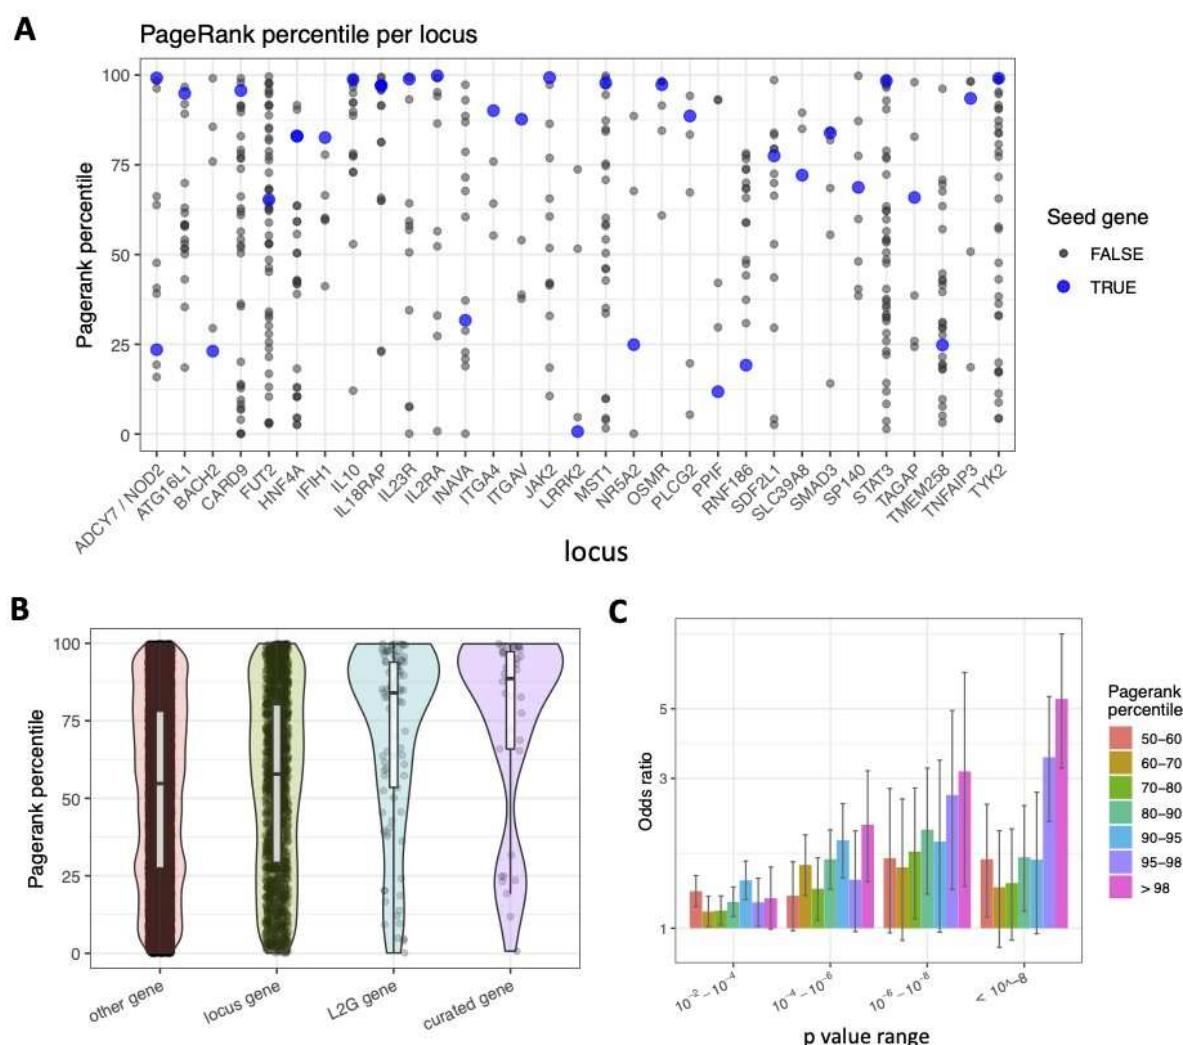 A
PageRank percentile per locus
Pagerank percentile
100
75
50
25
0
ADCY7 / NOD2
ATG16L1
BACH2
CARD9
FUT2
HNF4A
IFIH1
IL10
IL18RAP
IL23R
IL2RA
INAVA
ITGA4
ITGAV
JAK2
LRRK2
MST1
NR5A2
OSMR
PLCG2
PPIF
RNF186
SDF2L1
SLC39A8
SMAD3
SP140
STAT3
TAGAP
TMEM258
TNFAIP3
TYK2
locus
Seed gene
FALSE
TRUE
B
Pagerank percentile
100
75
50
25
0
other gene
locus gene
L2G gene
curated gene
C
Odds ratio
5
3
1
10⁻²–10⁻⁴
10⁻⁴–10⁻⁶
10⁻⁶–10⁻⁸
< 10^-8
p value range
Pagerank
percentile
50–60
60–70
70–80
80–90
90–95
95–98
> 98